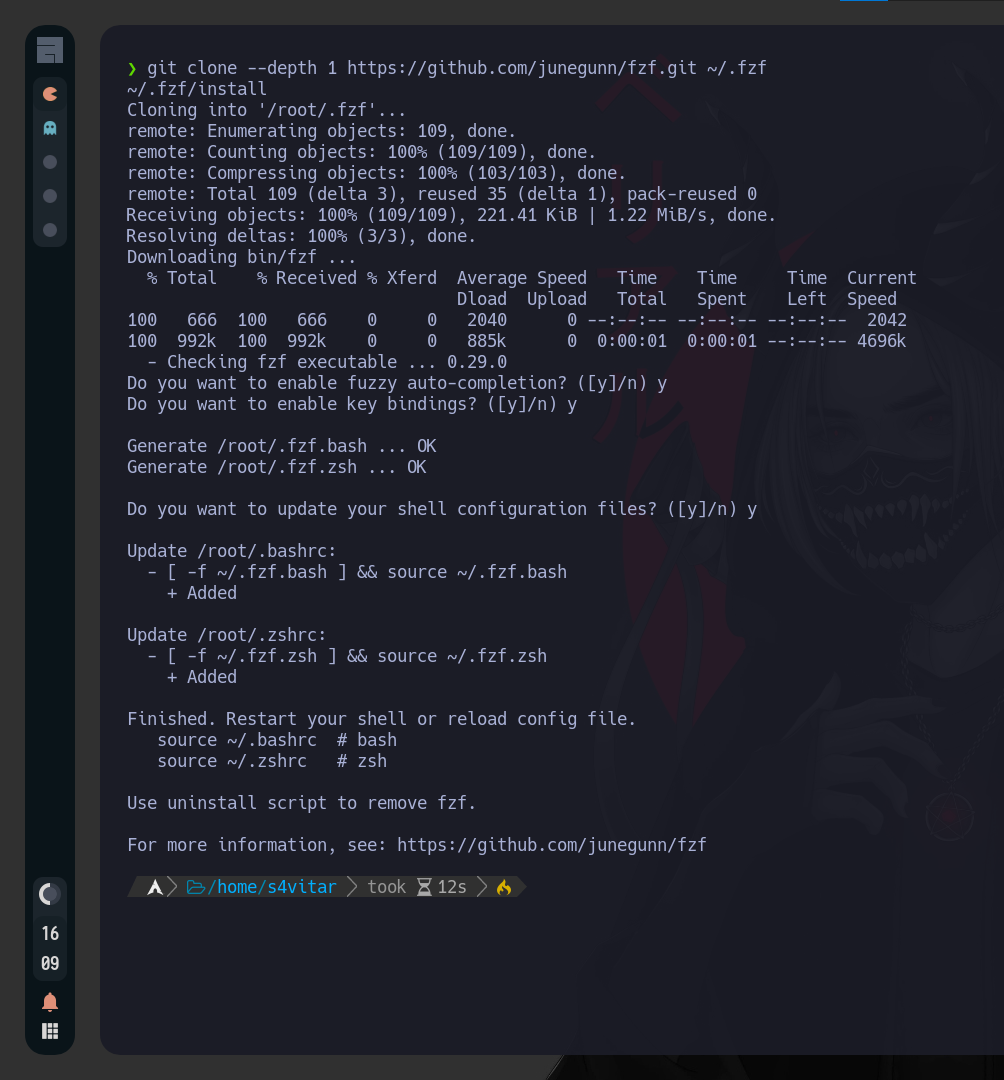 ❯ git clone --depth 1 https://github.com/junegunn/fzf.git ~/.fzf
~/.fzf/install
Cloning into '/root/.fzf'...
remote: Enumerating objects: 109, done.
remote: Counting objects: 100% (109/109), done.
remote: Compressing objects: 100% (103/103), done.
remote: Total 109 (delta 3), reused 35 (delta 1), pack-reused 0
Receiving objects: 100% (109/109), 221.41 KiB | 1.22 MiB/s, done.
Resolving deltas: 100% (3/3), done.
Downloading bin/fzf ...
  % Total    % Received % Xferd  Average Speed   Time    Time     Time  Current
                                 Dload  Upload   Total   Spent    Left  Speed
100   666  100   666    0     0   2040      0 --:--:-- --:--:-- --:--:--  2042
100  992k  100  992k    0     0   885k      0  0:00:01  0:00:01 --:--:-- 4696k
  - Checking fzf executable ... 0.29.0
Do you want to enable fuzzy auto-completion? ([y]/n) y
Do you want to enable key bindings? ([y]/n) y

Generate /root/.fzf.bash ... OK
Generate /root/.fzf.zsh ... OK

Do you want to update your shell configuration files? ([y]/n) y

Update /root/.bashrc:
  - [ -f ~/.fzf.bash ] && source ~/.fzf.bash
    + Added

Update /root/.zshrc:
  - [ -f ~/.fzf.zsh ] && source ~/.fzf.zsh
    + Added

Finished. Restart your shell or reload config file.
   source ~/.bashrc  # bash
   source ~/.zshrc   # zsh

Use uninstall script to remove fzf.

For more information, see: https://github.com/junegunn/fzf

/home/s4vitar took 12s
16
09